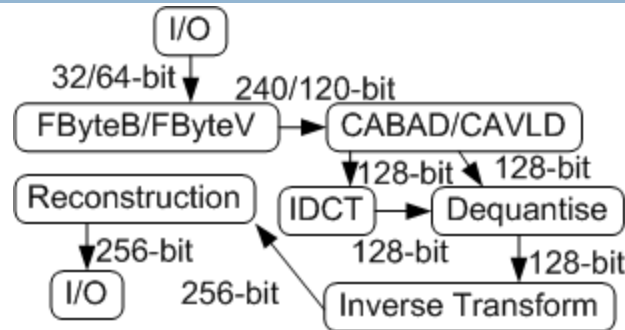 I/O
32/64-bit
240/120-bit
FByteB/FByteV
CABAD/CAVLD
128-bit
128-bit
Reconstruction
IDCT
Dequantise
256-bit
128-bit
128-bit
I/O
256-bit
Inverse Transform